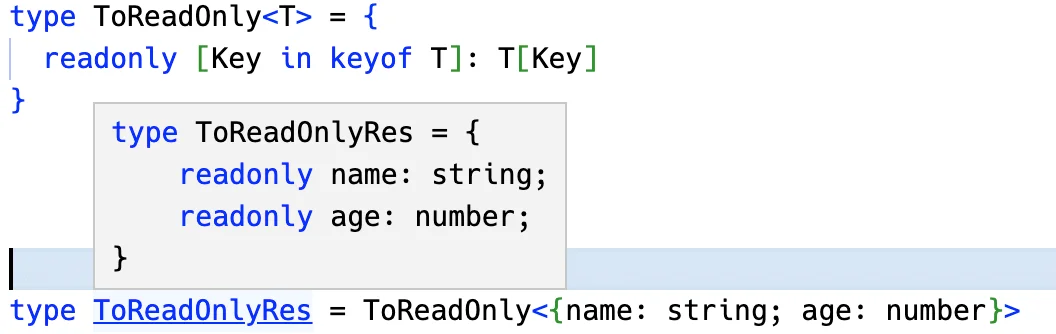 type ToReadOnly<T> = {
  readonly [Key in keyof T]: T[Key]
}
type ToReadOnlyRes = {
    readonly name: string;
    readonly age: number;
}
type ToReadOnlyRes = ToReadOnly<{name: string; age: number}>